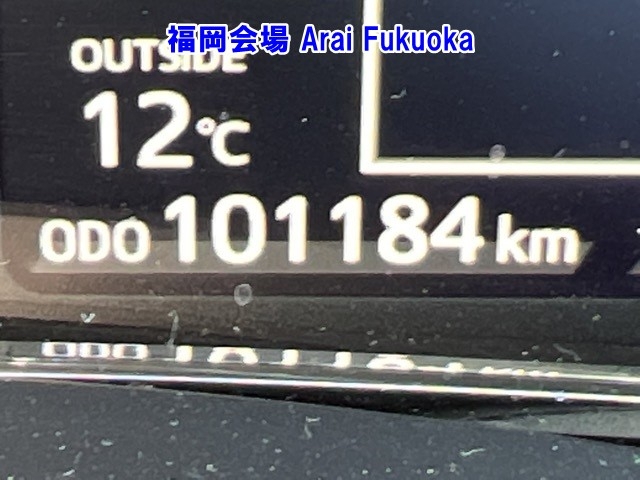 福岡会場 Arai Fukuoka
OUTSIDE
12℃
ODO 101184 km